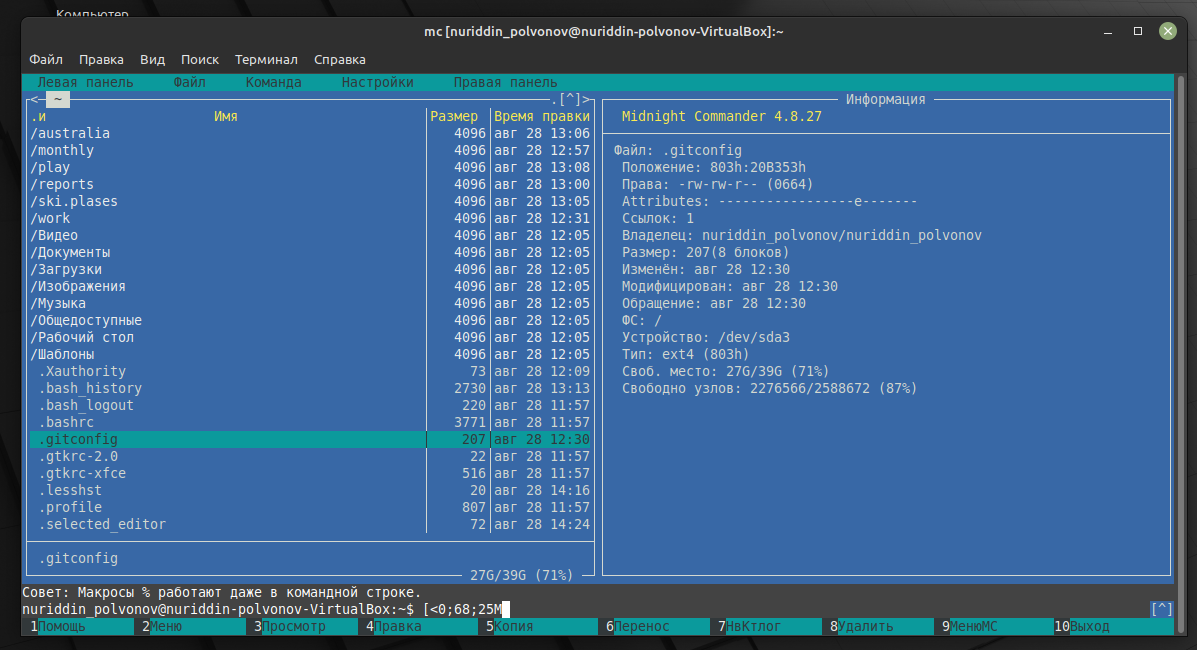 Компьютер
mc [nuriddin_polvonov@nuriddin-polvonov-VirtualBox]:~
Файл Правка Вид Поиск Терминал Справка
Левая панель Файл Команда Настройки Правая панель
<- ~ .[^]>
.и Имя Размер Время правки
/australia 4096 авг 28 13:06
/monthly 4096 авг 28 12:57
/play 4096 авг 28 13:08
/reports 4096 авг 28 13:00
/ski.plases 4096 авг 28 13:05
/work 4096 авг 28 12:31
/Видео 4096 авг 28 12:05
/Документы 4096 авг 28 12:05
/Загрузки 4096 авг 28 12:05
/Изображения 4096 авг 28 12:05
/Музыка 4096 авг 28 12:05
/Общедоступные 4096 авг 28 12:05
/Рабочий стол 4096 авг 28 12:05
/Шаблоны 4096 авг 28 12:05
.Xauthority 73 авг 28 12:09
.bash_history 2730 авг 28 13:13
.bash_logout 220 авг 28 11:57
.bashrc 3771 авг 28 11:57
.gitconfig 207 авг 28 12:30
.gtkrc-2.0 22 авг 28 11:57
.gtkrc-xfce 516 авг 28 11:57
.lesshst 20 авг 28 14:16
.profile 807 авг 28 11:57
.selected_editor 72 авг 28 14:24
.gitconfig
27G/39G (71%)
Информация
Midnight Commander 4.8.27
Файл: .gitconfig
Положение: 803h:20B353h
Права: -rw-rw-r-- (0664)
Attributes: -----------------e-------
Ссылок: 1
Владелец: nuriddin_polvonov/nuriddin_polvonov
Размер: 207(8 блоков)
Изменён: авг 28 12:30
Модифицирован: авг 28 12:30
Обращение: авг 28 12:30
ФС: /
Устройство: /dev/sda3
Тип: ext4 (803h)
Своб. место: 27G/39G (71%)
Свободно узлов: 2276566/2588672 (87%)
Совет: Макросы % работают даже в командной строке.
nuriddin_polvonov@nuriddin-polvonov-VirtualBox:~$ [<0;68;25M [^]
1Помощь 2Меню 3Просмотр 4Правка 5Копия 6Перенос 7НвКтлог 8Удалить 9МенюМС 10Выход